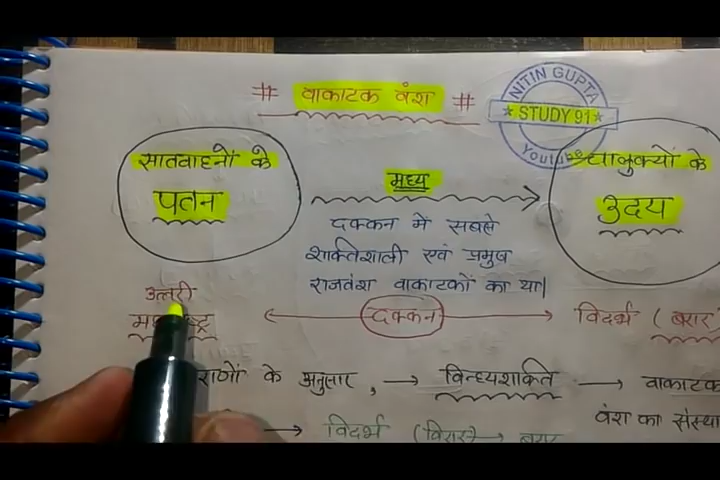 # वाकाटक वंश #
NITIN GUPTA
★ STUDY 91 ★
YouTube
सातवाहनों के
पतन
मध्य
चालुक्यों के
उदय
दक्कन में सबसे
शक्तिशाली एवं प्रमुख
राजवंश वाकाटकों का था।
उत्तरी
दक्कन
विदर्भ (बरार)
के अनुसार, → विन्ध्यशक्ति → वाकाटक
वंश का
→ विदर्भ (बिरार) → बरार